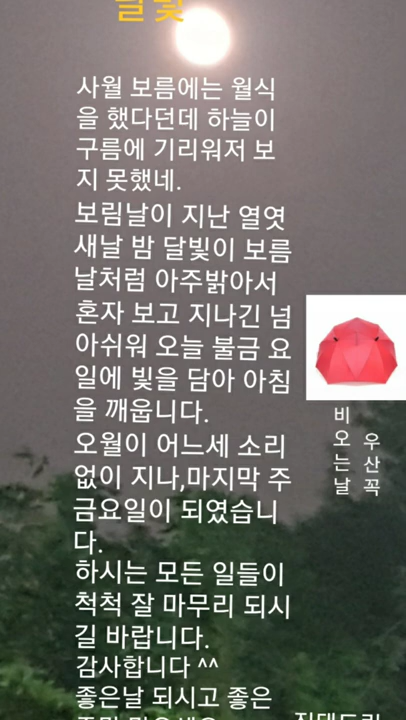 달빛
사월 보름에는 월식
을 했다던데 하늘이
구름에 기리워저 보
지 못했네.
보림날이 지난 열엿
새날 밤 달빛이 보름
날처럼 아주밝아서
혼자 보고 지나긴 넘
아쉬워 오늘 불금 요
일에 빛을 담아 아침
을 깨웁니다.
오월이 어느세 소리
없이 지나,마지막 주
금요일이 되였습니
다.
하시는 모든 일들이
척척 잘 마무리 되시
길 바랍니다.
감사합니다 ^^
좋은날 되시고 좋은
비오는날
우산꼭